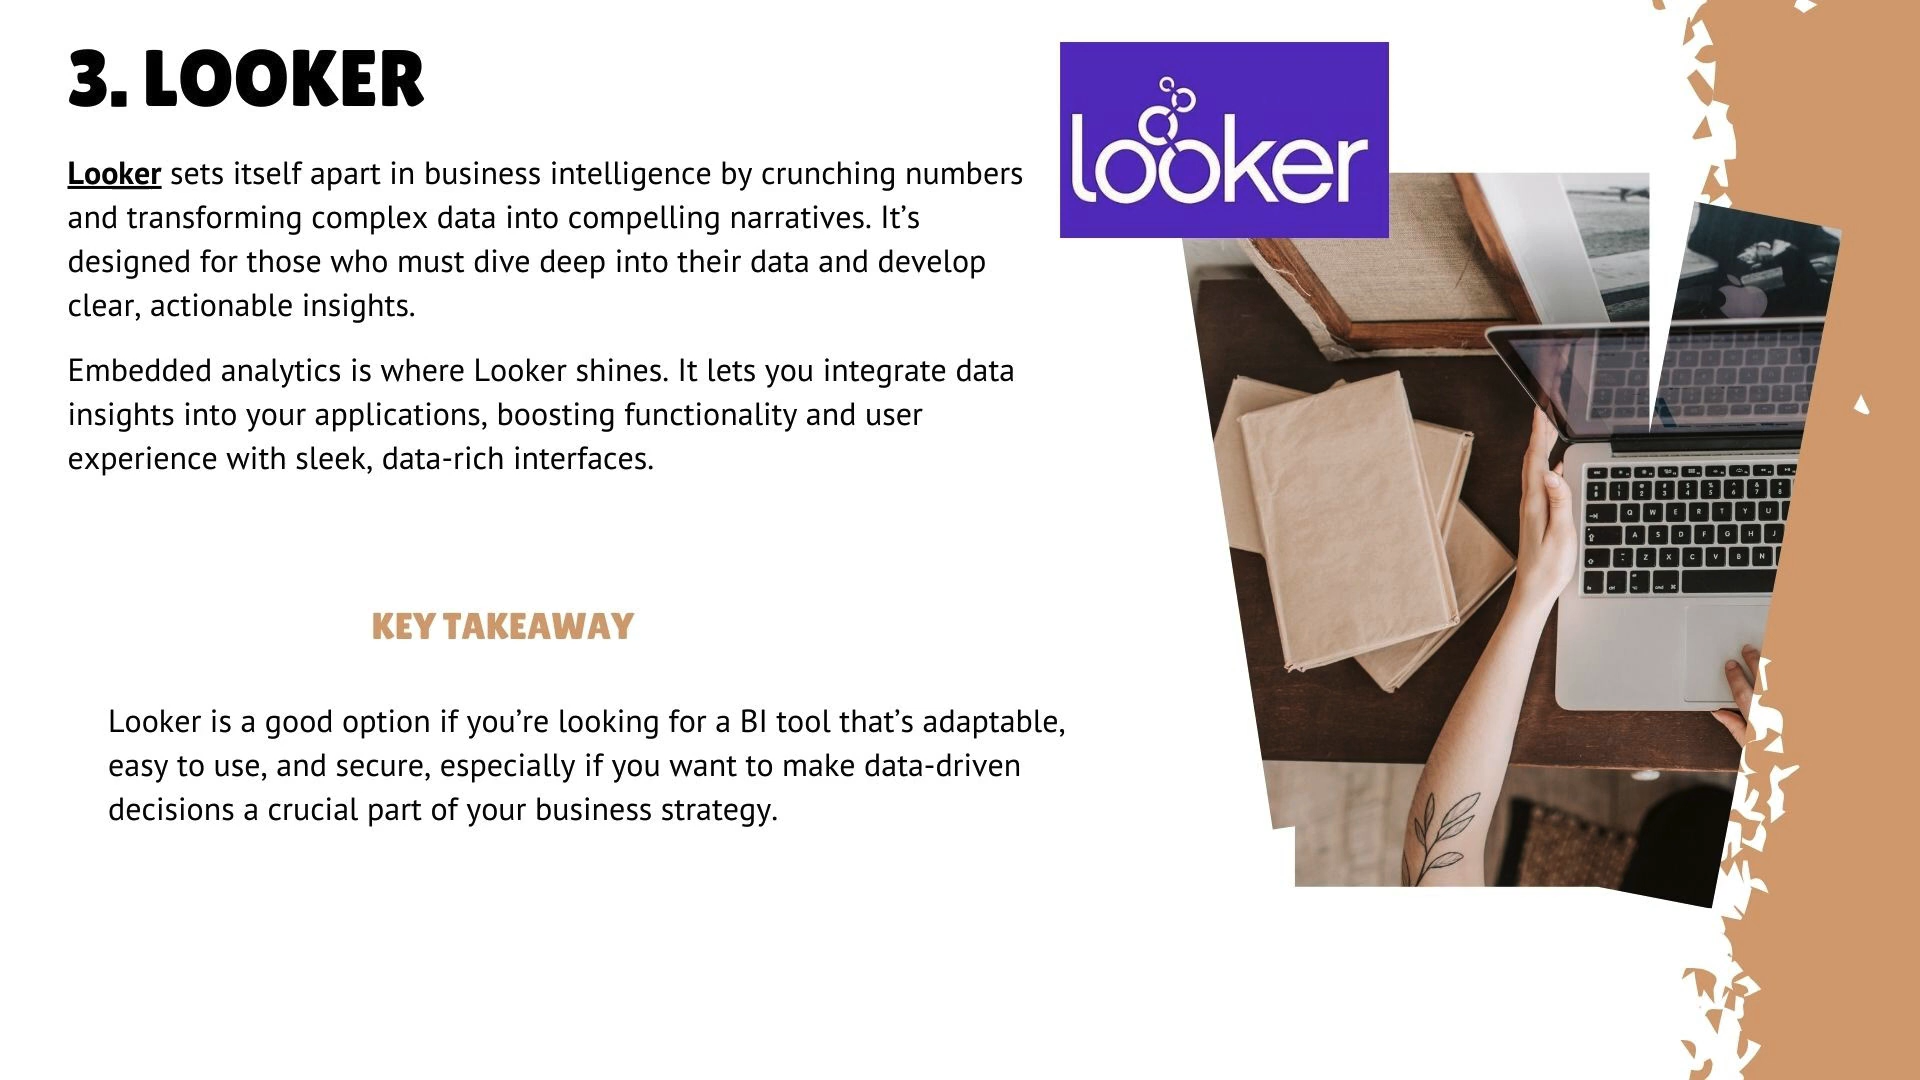 3. LOOKER
looker
Looker sets itself apart in business intelligence by crunching numbers
and transforming complex data into compelling narratives. It’s
designed for those who must dive deep into their data and develop
clear, actionable insights.
Embedded analytics is where Looker shines. It lets you integrate data
insights into your applications, boosting functionality and user
experience with sleek, data-rich interfaces.
KEY TAKEAWAY
Looker is a good option if you’re looking for a BI tool that’s adaptable,
easy to use, and secure, especially if you want to make data-driven
decisions a crucial part of your business strategy.
Q W E R T Y U
A S D F G H J
Z X C V B N